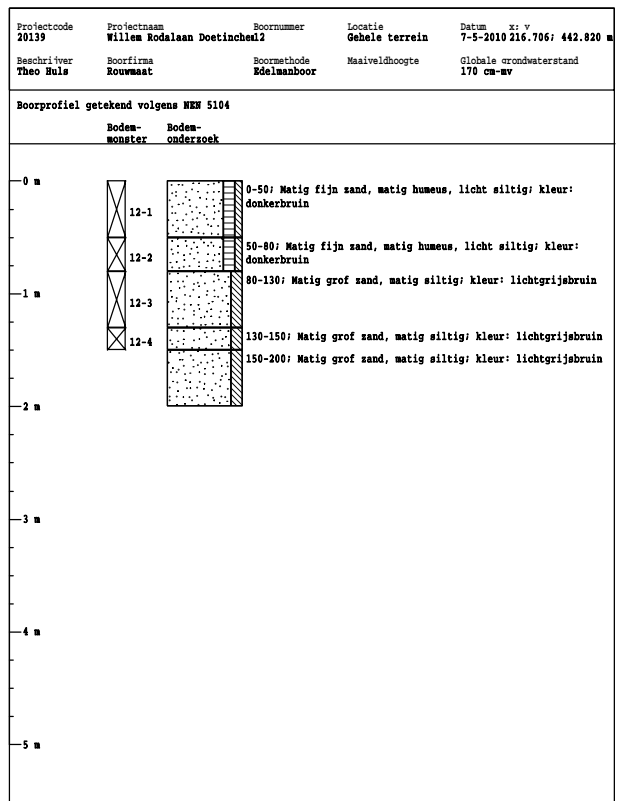 Projectcode Projectnaam Boornummer Locatie Datum x: y
20139 Willem Rodalaan Doetinchem12 Gehele terrein 7-5-2010 216.706; 442.820 m
Beschrijver Boorfirma Boormethode Maaiveldhoogte Globale grondwaterstand
Theo Huls Rouwmaat Edelmanboor 170 cm-mv
Boorprofiel getekend volgens NEN 5104
Bodem- Bodem-
monster onderzoek
0 m
0-50; Matig fijn zand, matig humeus, licht siltig; kleur:
donkerbruin
12-1
50-80; Matig fijn zand, matig humeus, licht siltig; kleur:
donkerbruin
12-2
80-130; Matig grof zand, matig siltig; kleur: lichtgrijsbruin
1 m
12-3
130-150; Matig grof zand, matig siltig; kleur: lichtgrijsbruin
12-4
150-200; Matig grof zand, matig siltig; kleur: lichtgrijsbruin
2 m
3 m
4 m
5 m